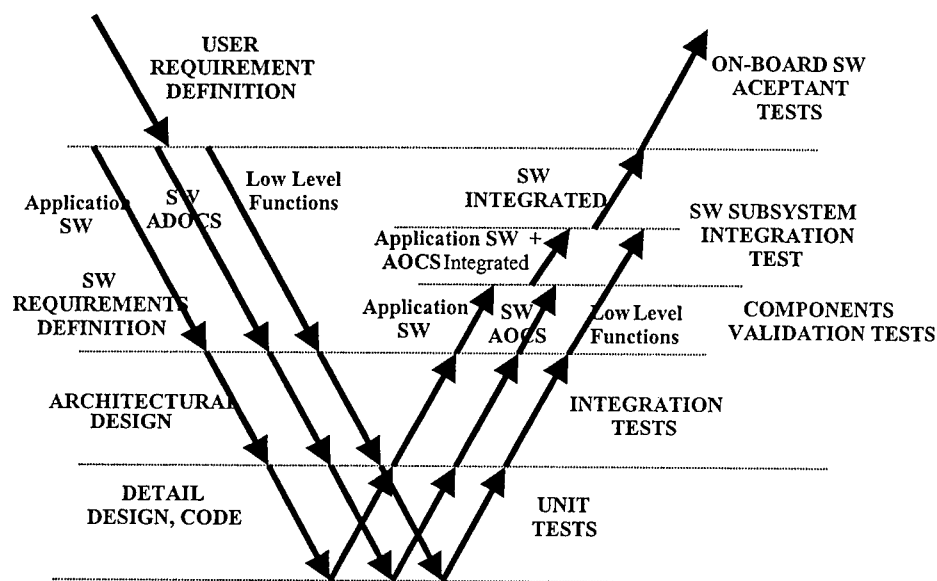 USER
REQUIREMENT
DEFINITION
ON-BOARD SW
ACEPTANT
TESTS
Application
SW
SW
ADOCS
Low Level
Functions
SW
INTEGRATED
SW SUBSYSTEM
INTEGRATION
TEST
Application SW +
AOCS Integrated
SW
REQUIREMENTS
DEFINITION
Application
SW
SW
AOCS
Low Level
Functions
COMPONENTS
VALIDATION TESTS
ARCHITECTURAL
DESIGN
INTEGRATION
TESTS
DETAIL
DESIGN, CODE
UNIT
TESTS